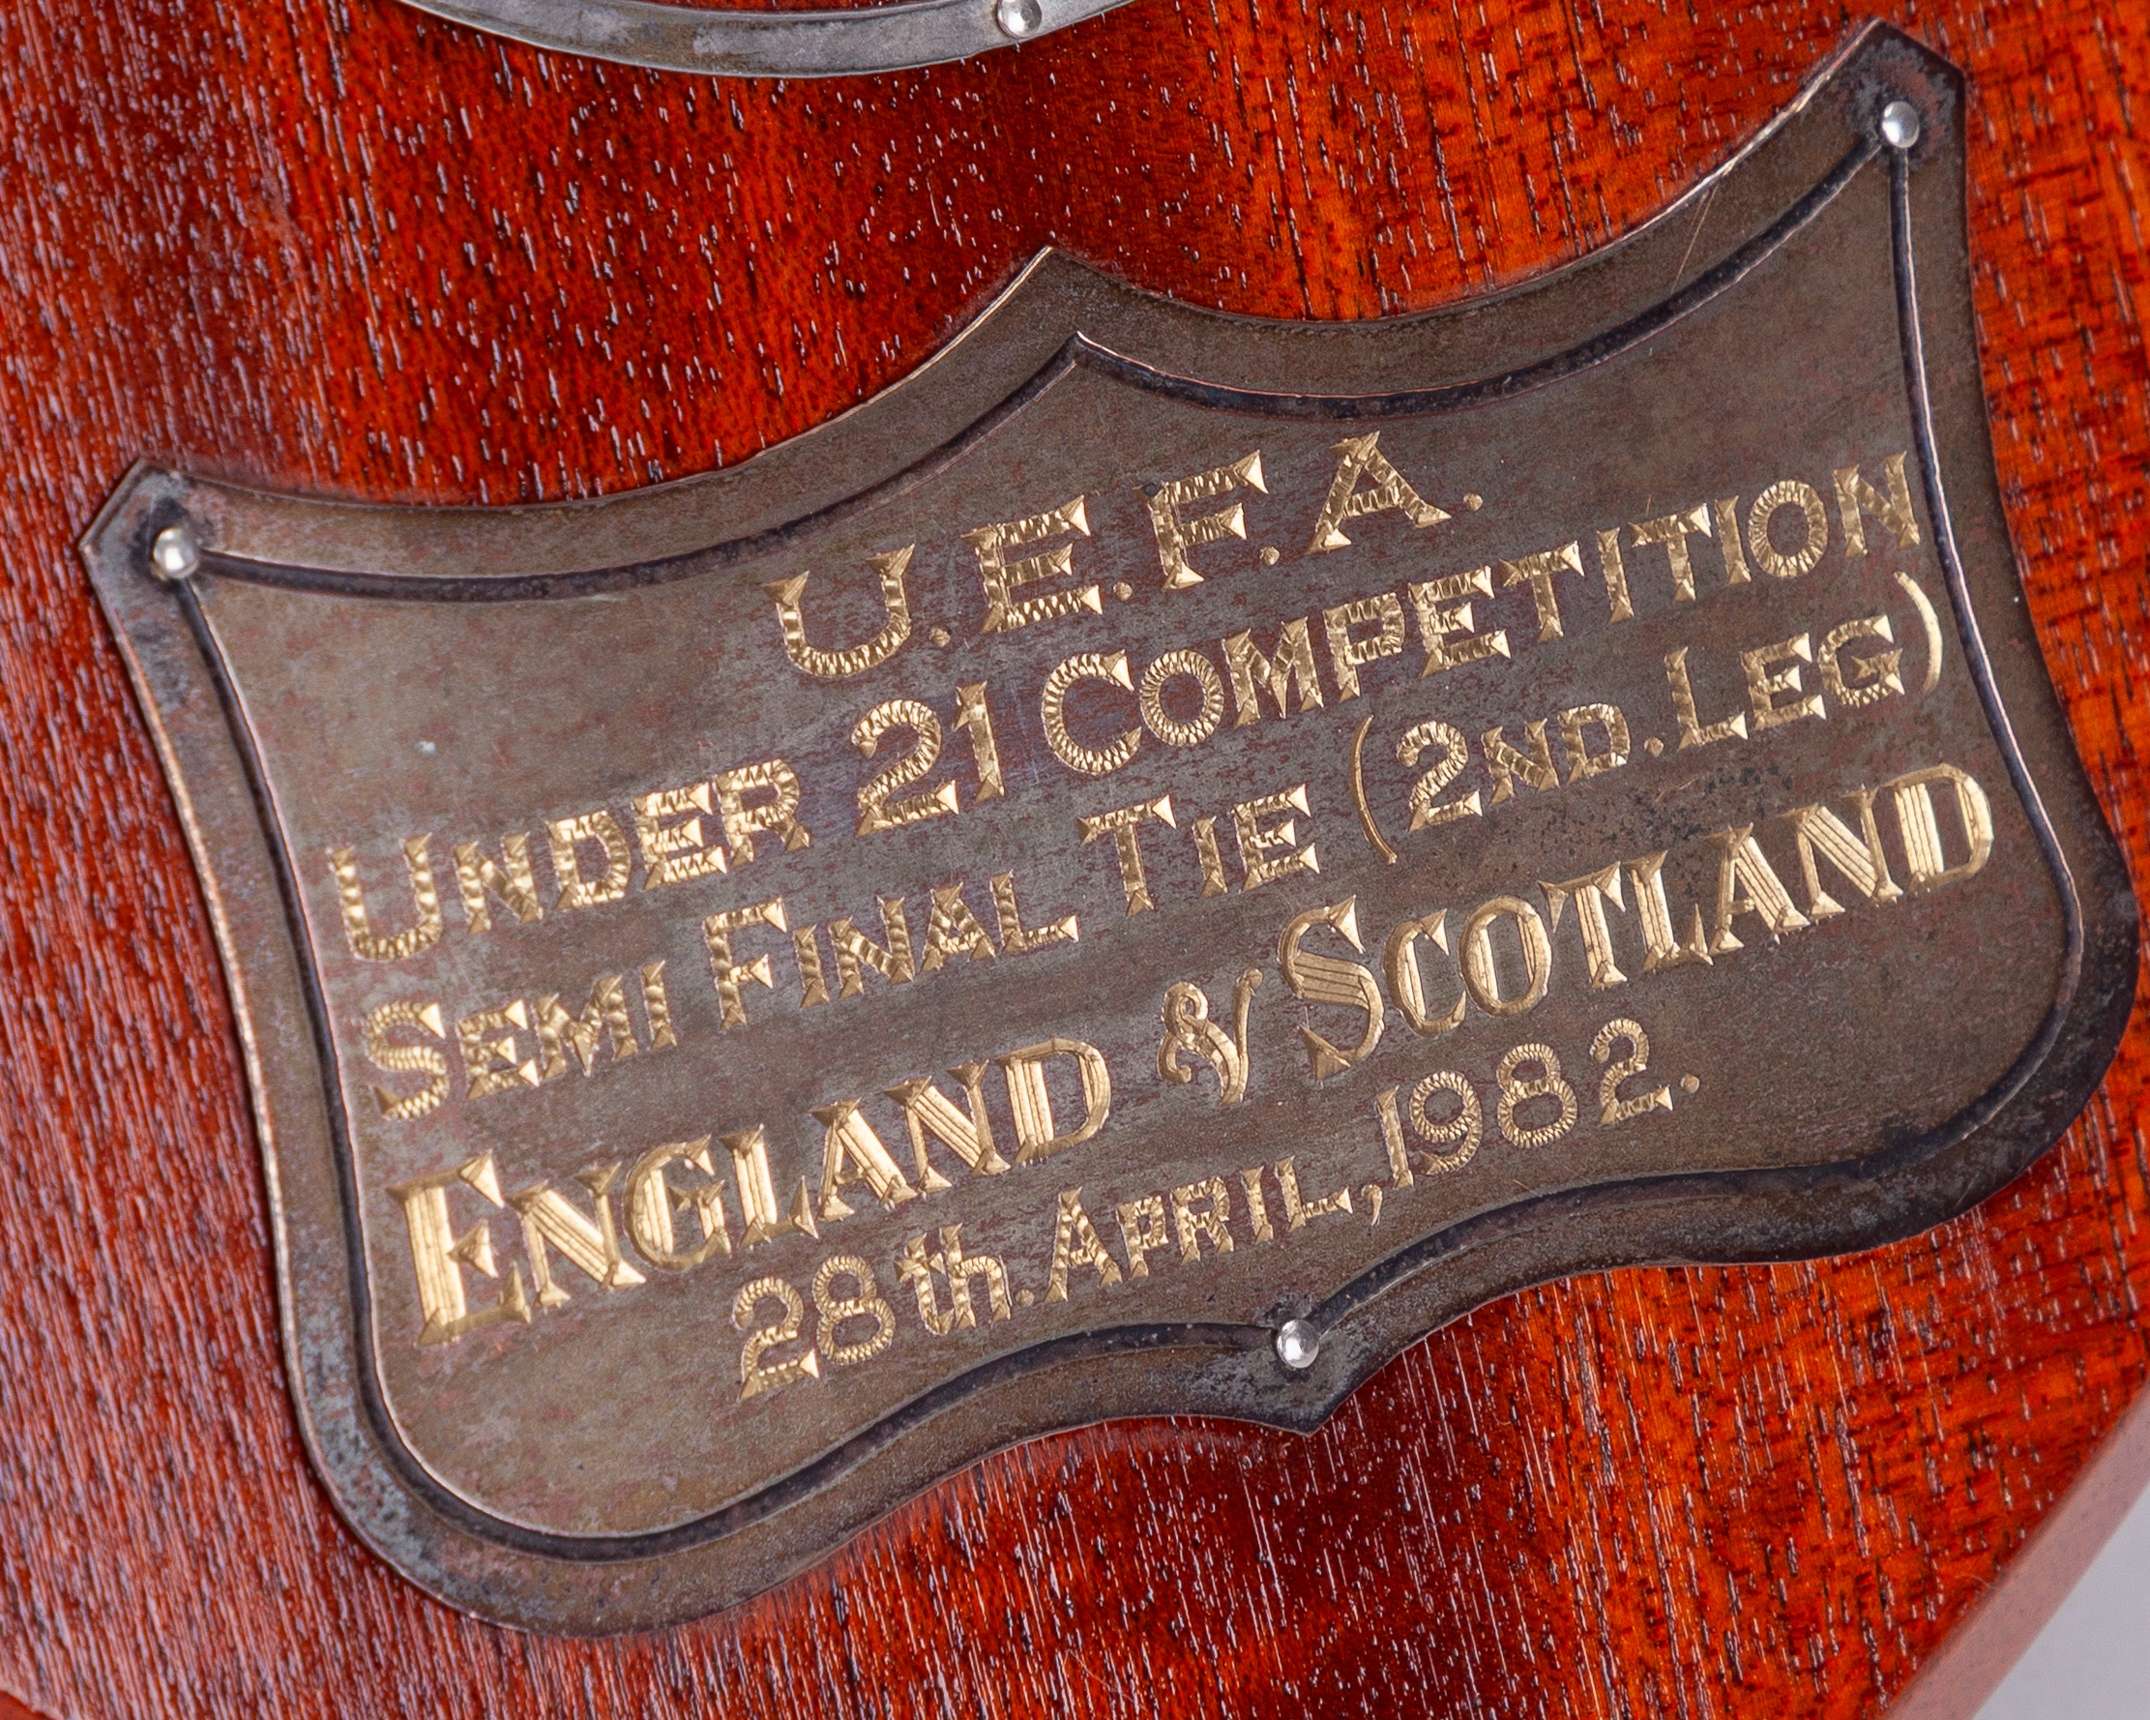 U.E.F.A.
UNDER 21 COMPETITION
SEMI FINAL TIE (2ND. LEG)
ENGLAND & SCOTLAND
28th. APRIL, 1982.